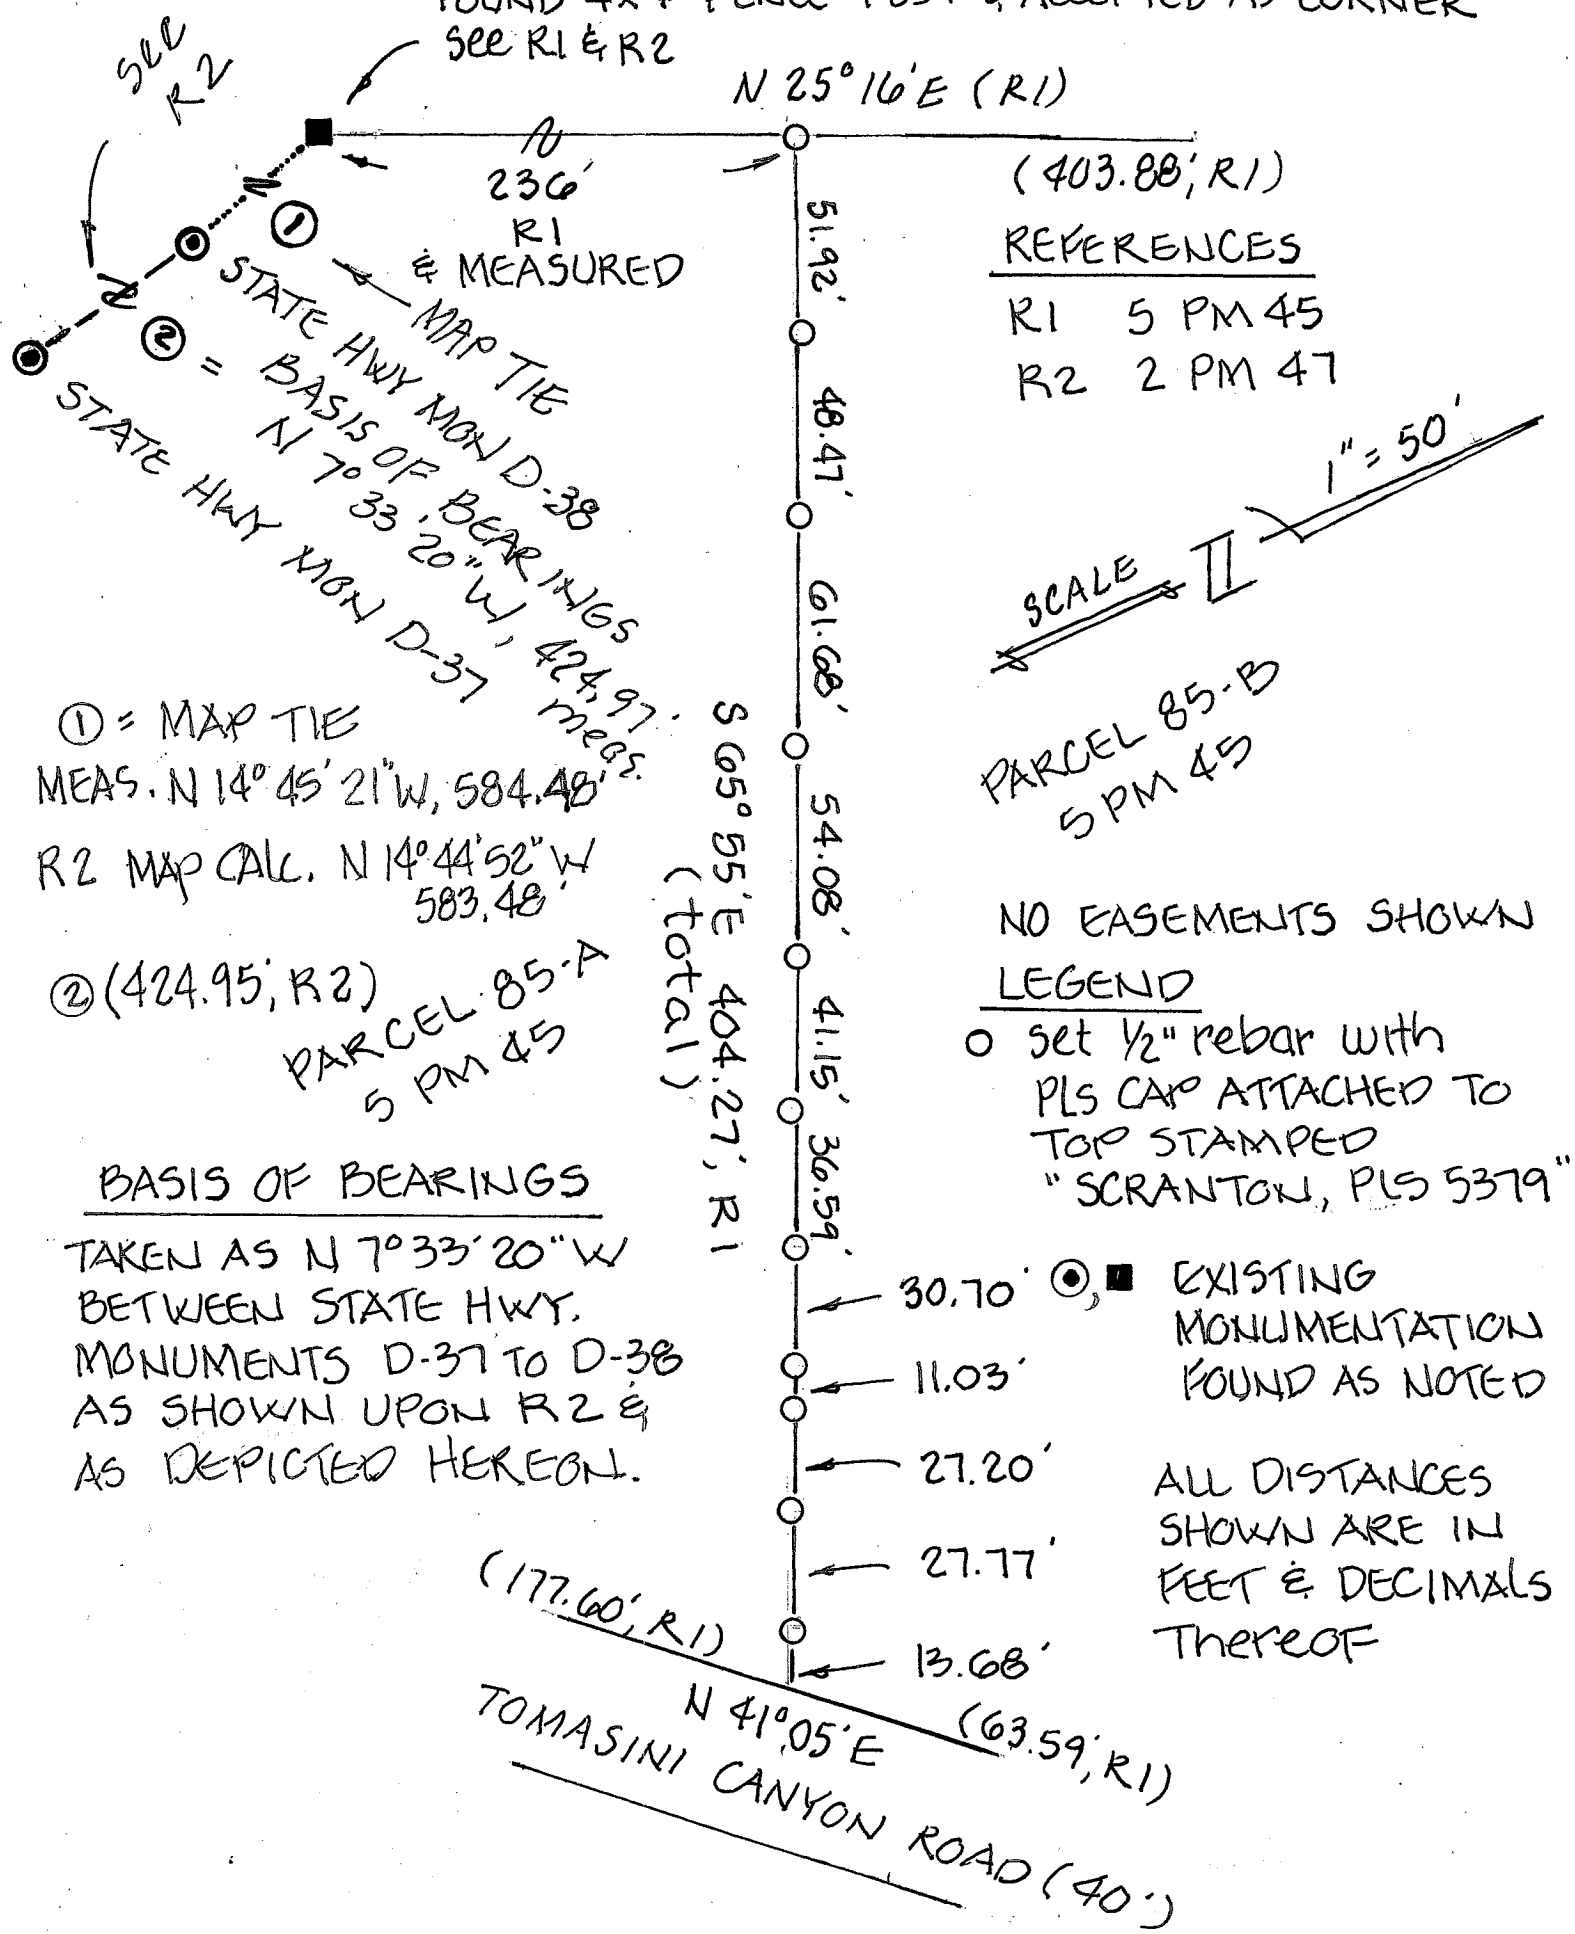 FOUND 4X4 FENCE POST & ACCEPTED AS CORNER
see R1 & R2
see
R2
N 25°16'E (R1)
236'
R1
& MEASURED
(403.88', R1)
REFERENCES
R1 5 PM 45
R2 2 PM 47
①
MAP TIE
STATE HWY MON D-38
② = BASIS OF BEARINGS
N 7° 33' 20" W, 424.97'
meas.
STATE HWY MON D-37
51.92'
48.47'
61.68'
54.08'
41.15'
36.59'
30.70'
11.03'
27.20'
27.77'
13.68'
S 65° 55' E 404.27', R1
(total)
SCALE 1" = 50'
PARCEL 85-B
5 PM 45
① = MAP TIE
MEAS. N 14° 45' 21"W, 584.48'
R2 MAP CALC. N 14°44'52" W
583.48'
② (424.95', R2)
PARCEL 85-A
5 PM 45
BASIS OF BEARINGS
TAKEN AS N 7°33'20" W
BETWEEN STATE HWY.
MONUMENTS D-37 TO D-38
AS SHOWN UPON R2 &
AS DEPICTED HEREON.
NO EASEMENTS SHOWN
LEGEND
O set 1/2" rebar with
PLS CAP ATTACHED TO
TOP STAMPED
"SCRANTON, PLS 5379"
EXISTING
MONUMENTATION
FOUND AS NOTED
ALL DISTANCES
SHOWN ARE IN
FEET & DECIMALS
ThereOF
(177.60', R1)
N 41°05'E
(63.59', R1)
TOMASINI CANYON ROAD (40')